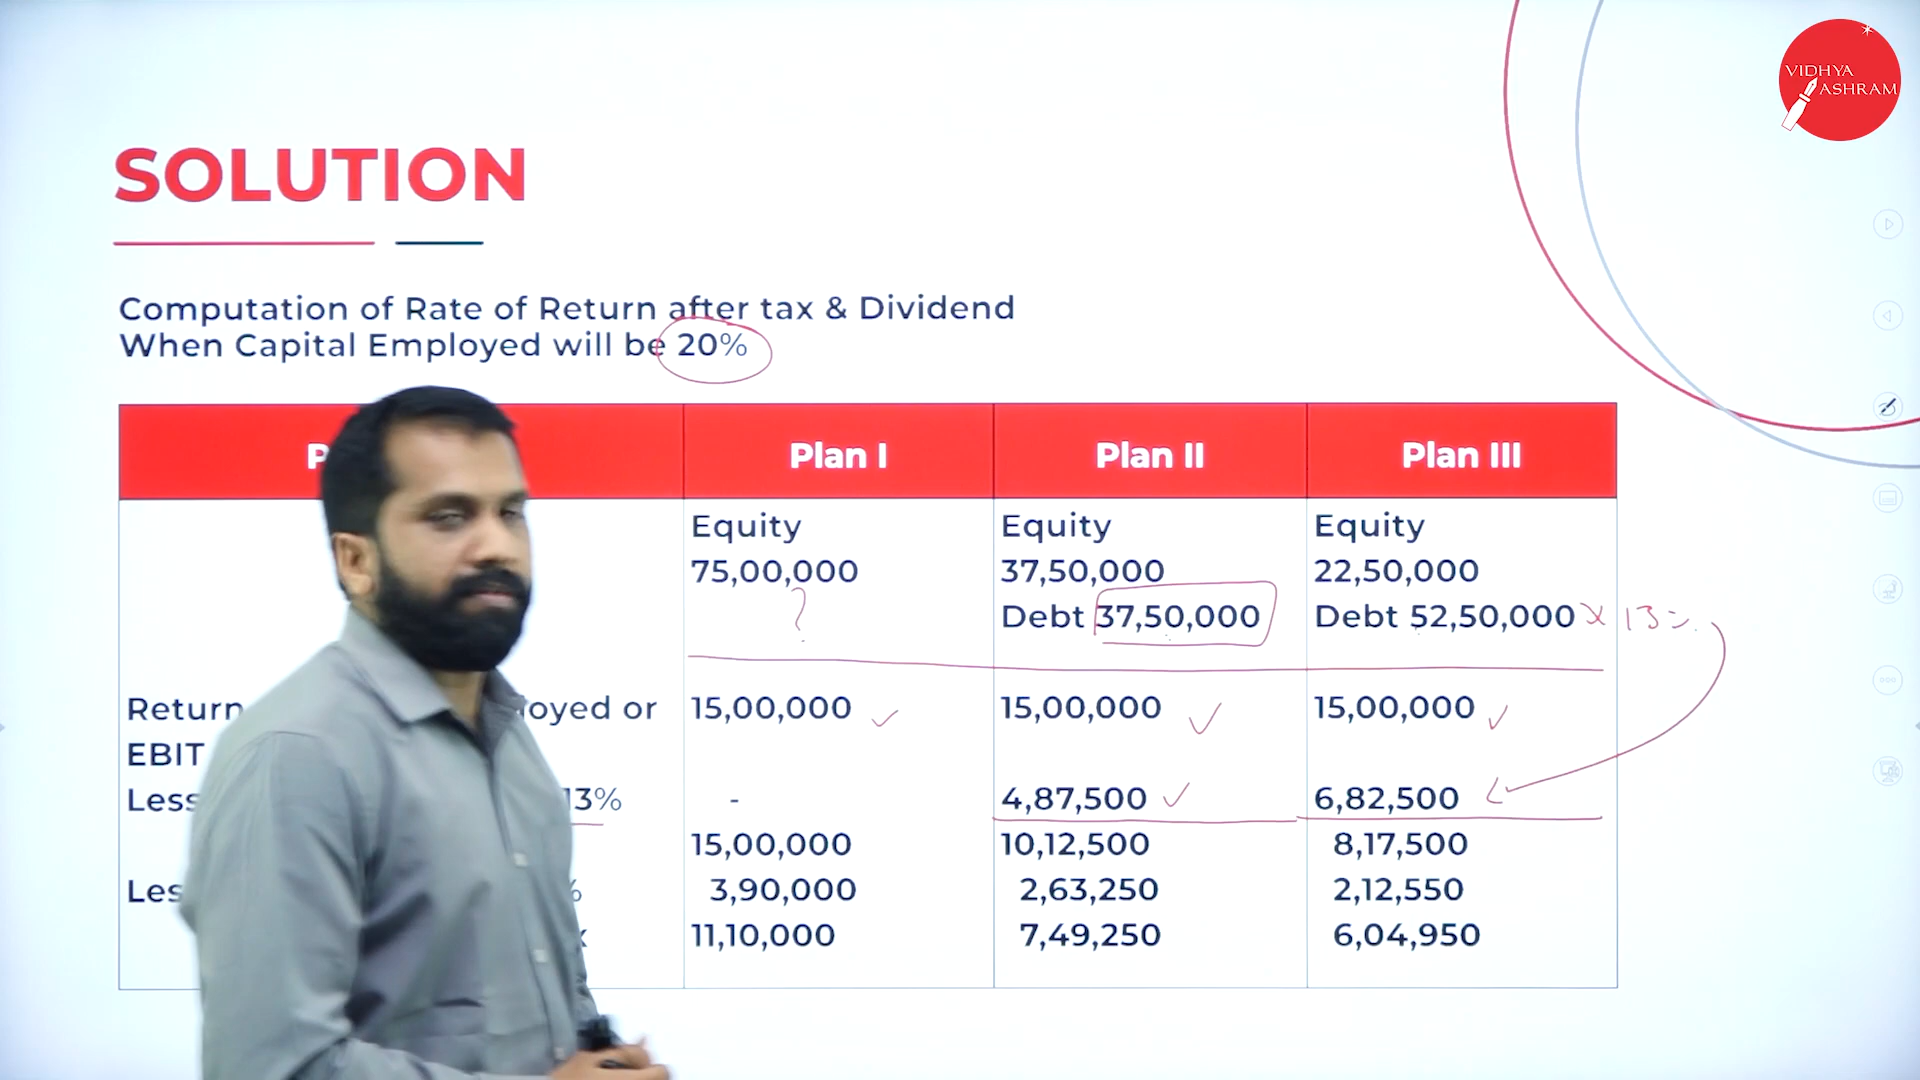 VIDHYA
ASHRAM
SOLUTION
Computation of Rate of Return after tax & Dividend
When Capital Employed will be 20%
Plan I Plan II Plan III
Equity Equity Equity
75,00,000 37,50,000 22,50,000
? Debt 37,50,000 Debt 52,50,000 x 13%
Return oyed or 15,00,000 15,00,000 15,00,000
EBIT
Less 13% - 4,87,500 6,82,500
15,00,000 10,12,500 8,17,500
Les % 3,90,000 2,63,250 2,12,550
11,10,000 7,49,250 6,04,950